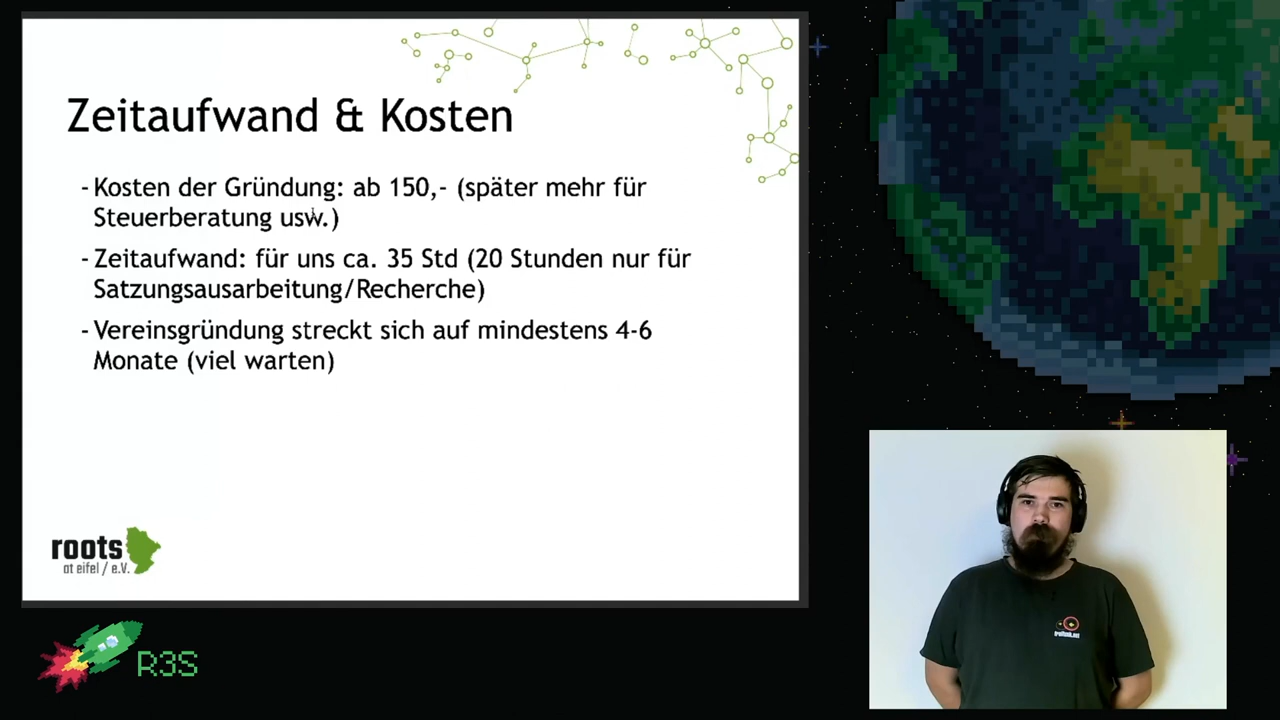 Zeitaufwand & Kosten
- Kosten der Gründung: ab 150,- (später mehr für
Steuerberatung usw.)
- Zeitaufwand: für uns ca. 35 Std (20 Stunden nur für
Satzungsausarbeitung/Recherche)
- Vereinsgründung streckt sich auf mindestens 4-6
Monate (viel warten)
roots
at eifel / e.V.
R3S
freifunk.net